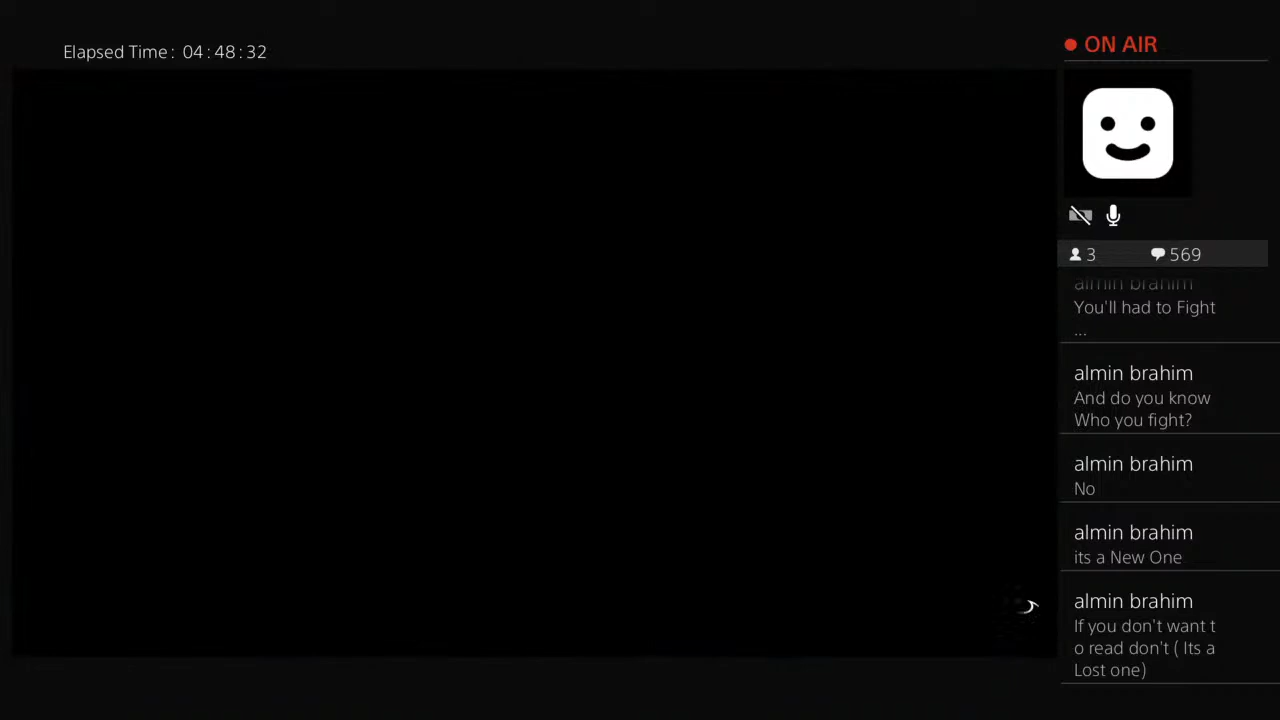 Elapsed Time: 04:48:32
ON AIR
3 569
almin brahim
You'll had to Fight
...
almin brahim
And do you know
Who you fight?
almin brahim
No
almin brahim
its a New One
almin brahim
If you don't want t
o read don't ( Its a
Lost one)